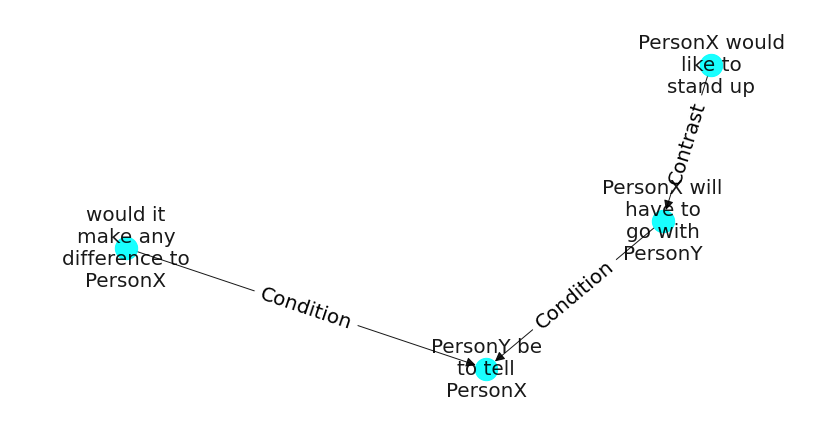 PersonX would
like to
stand up
Contrast
PersonX will
have to
go with
PersonY
would it
make any
difference to
PersonX
Condition
Condition
PersonY be
to tell
PersonX